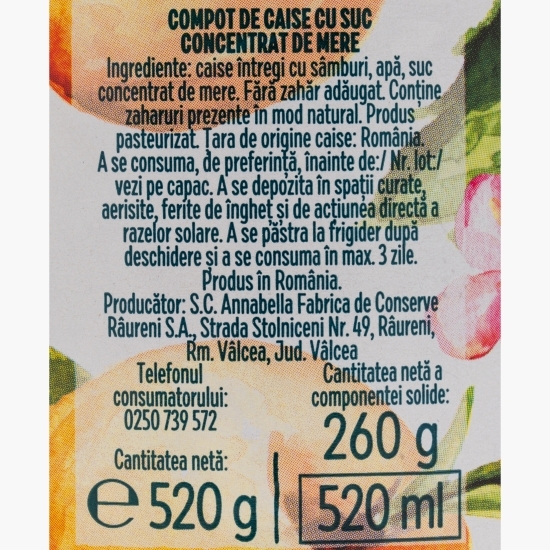 COMPOT DE CAISE CU SUC
CONCENTRAT DE MERE
Ingrediente: caise întregi cu sâmburi, apă, suc
concentrat de mere. Fără zahăr adăugat. Conține
zaharuri prezente în mod natural. Produs
pasteurizat. Țara de origine caise: România.
A se consuma, de preferință, înainte de:/ Nr. lot:/
vezi pe capac. A se depozita în spații curate,
aerisite, ferite de îngheț și de acțiunea directă a
razelor solare. A se păstra la frigider după
deschidere și a se consuma în max. 3 zile.
Produs în România.
Producător: S.C. Annabella Fabrica de Conserve
Râureni S.A., Strada Stolniceni Nr. 49, Râureni,
Rm. Vâlcea, Jud. Vâlcea
Telefonul
consumatorului:
0250 739 572
Cantitatea netă a
componentei solide:
260 g
Cantitatea netă:
℮ 520 g
520 ml